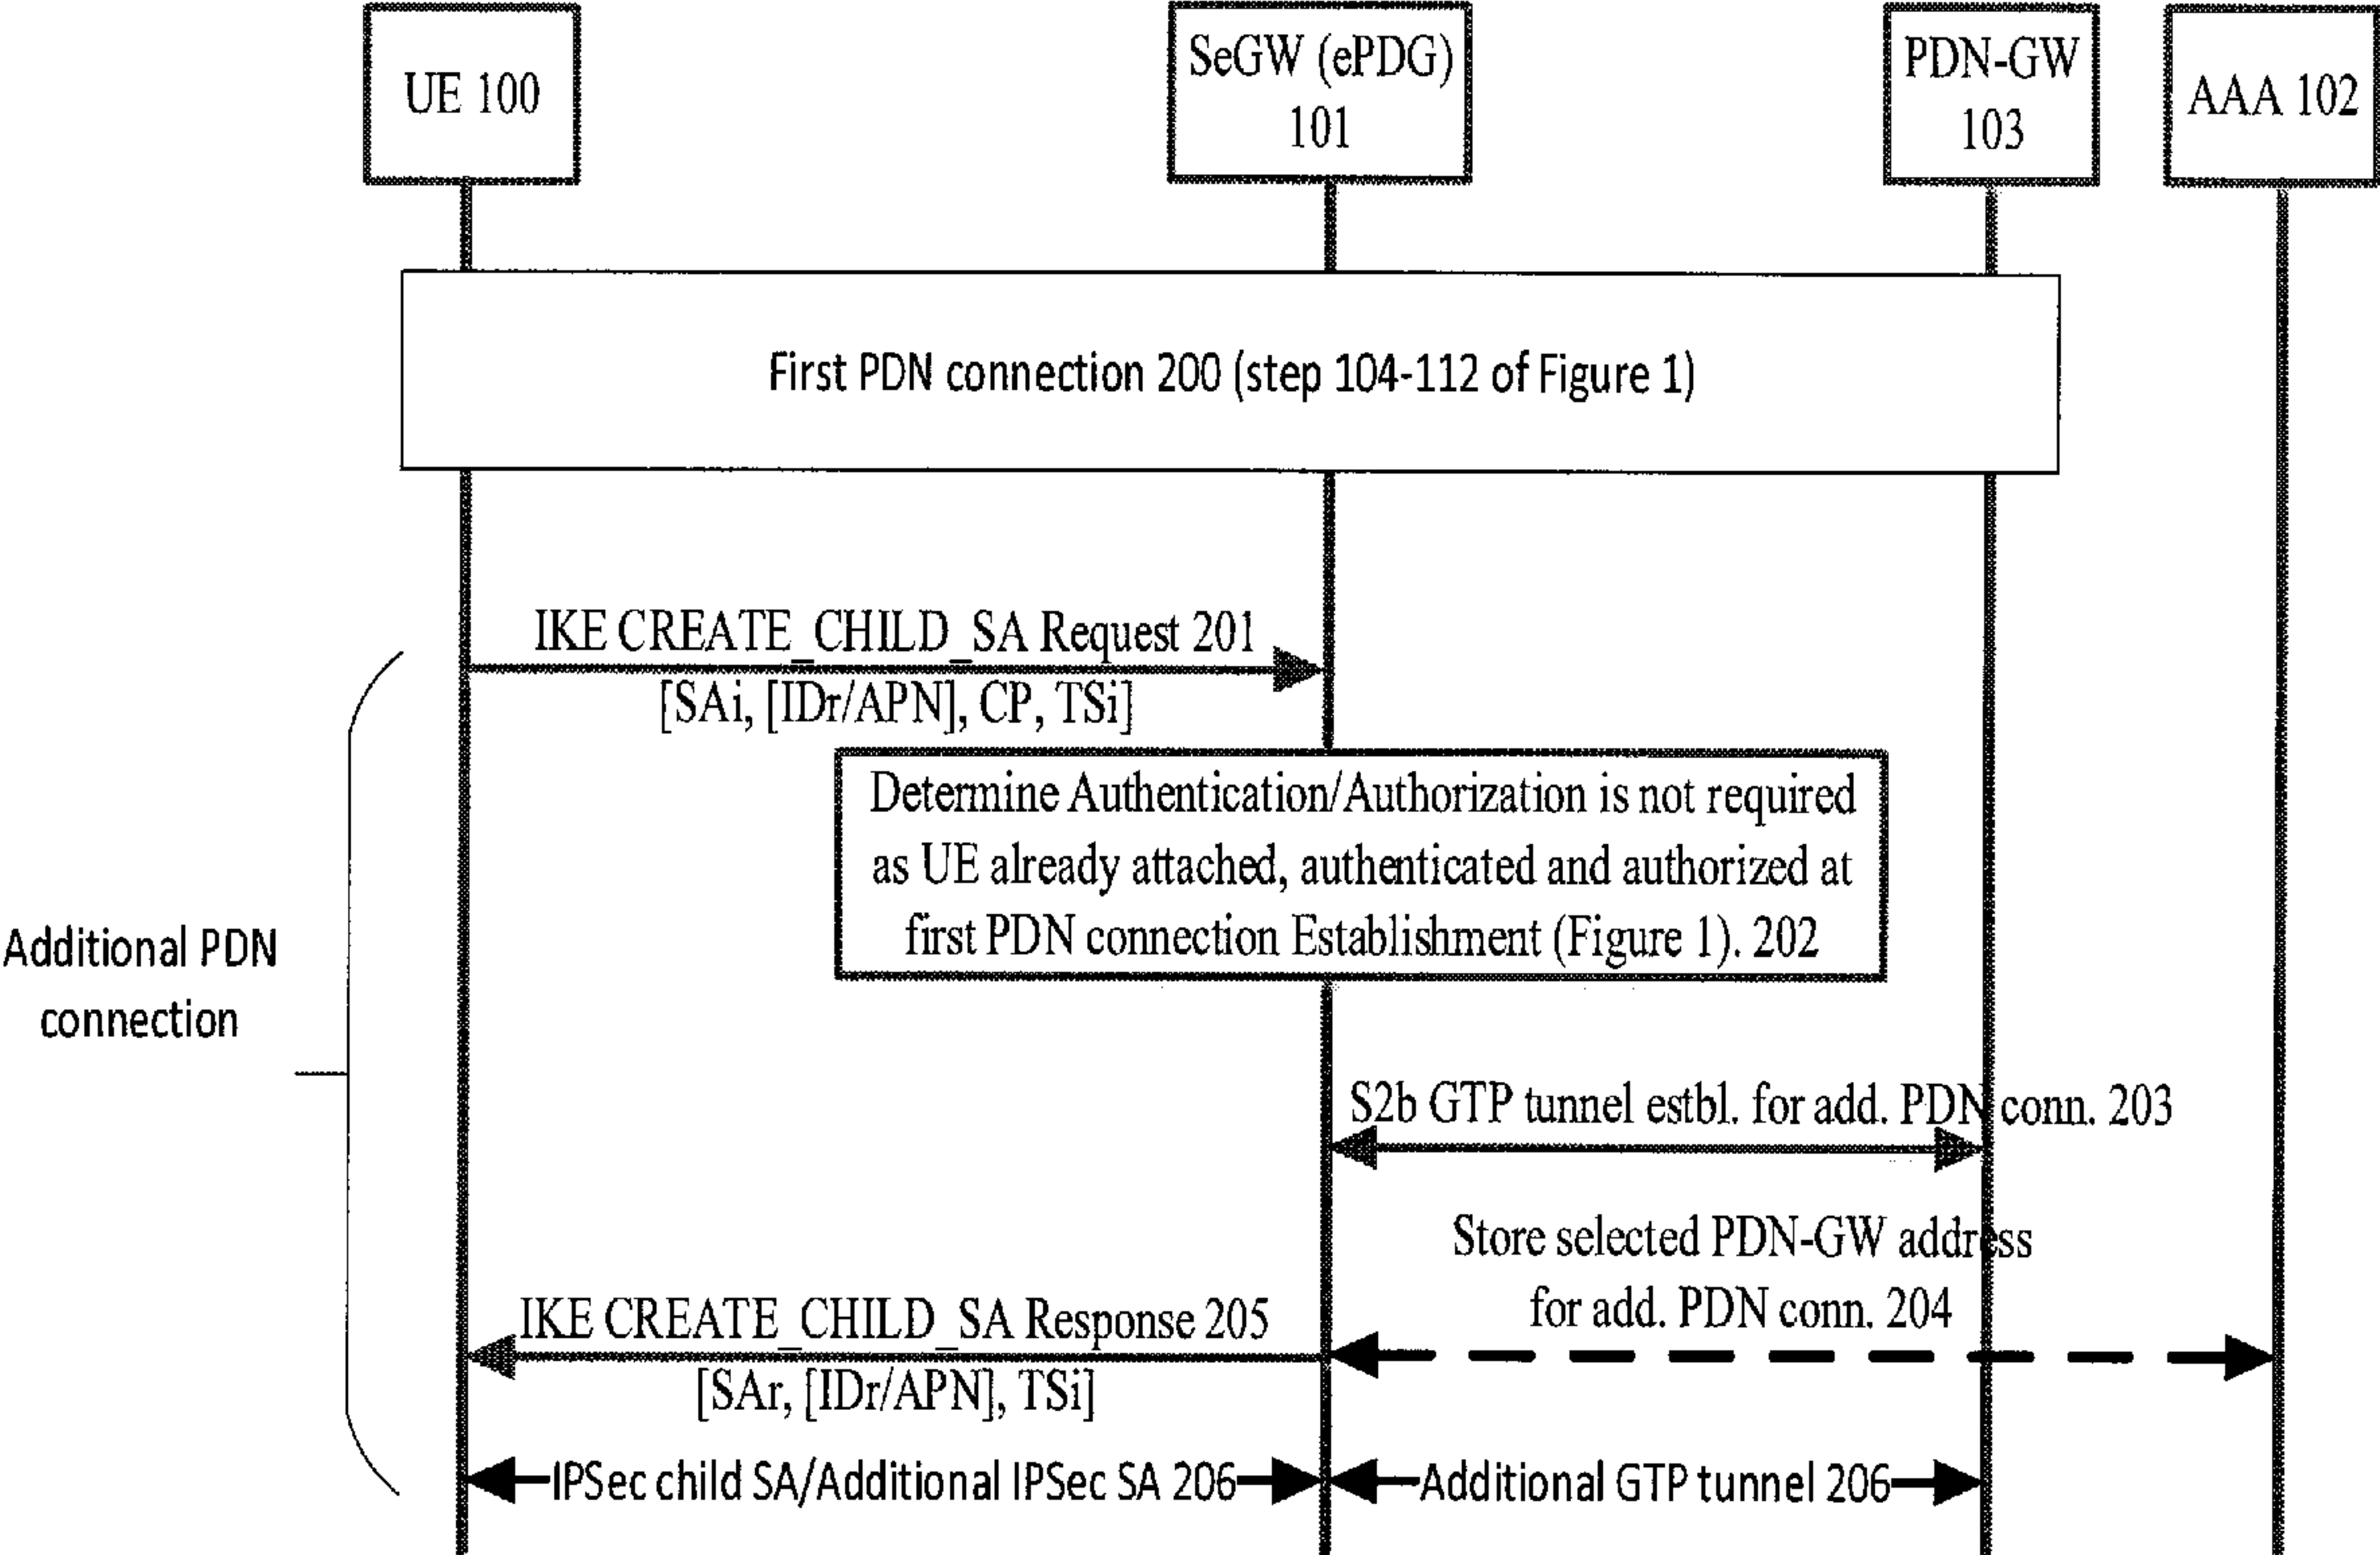 UE 100
SeGW (ePDG)
101
PDN-GW
103
AAA 102
First PDN connection 200 (step 104-112 of Figure 1)
IKE CREATE_CHILD_SA Request 201
[SAi, [IDr/APN], CP, TSi]
Determine Authentication/Authorization is not required
as UE already attached, authenticated and authorized at
first PDN connection Establishment (Figure 1). 202
Additional PDN
connection
S2b GTP tunnel estbl. for add. PDN conn. 203
Store selected PDN-GW address
for add. PDN conn. 204
IKE CREATE_CHILD_SA Response 205
[SAr, [IDr/APN], TSi]
IPSec child SA/Additional IPSec SA 206
Additional GTP tunnel 206